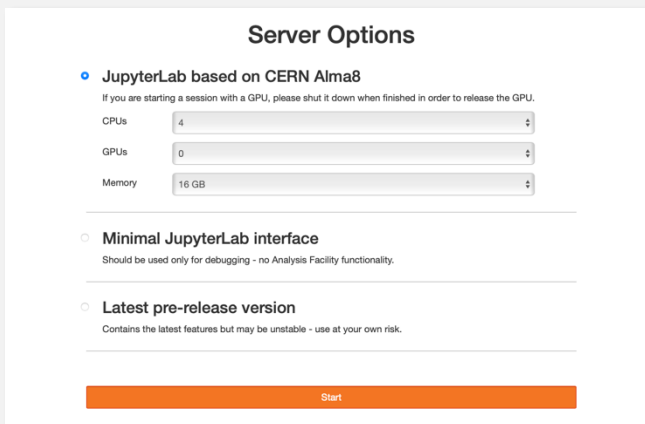 Server Options
JupyterLab based on CERN Alma8
If you are starting a session with a GPU, please shut it down when finished in order to release the GPU.
CPUs
4
GPUs
0
Memory
16 GB
Minimal JupyterLab interface
Should be used only for debugging - no Analysis Facility functionality.
Latest pre-release version
Contains the latest features but may be unstable - use at your own risk.
Start